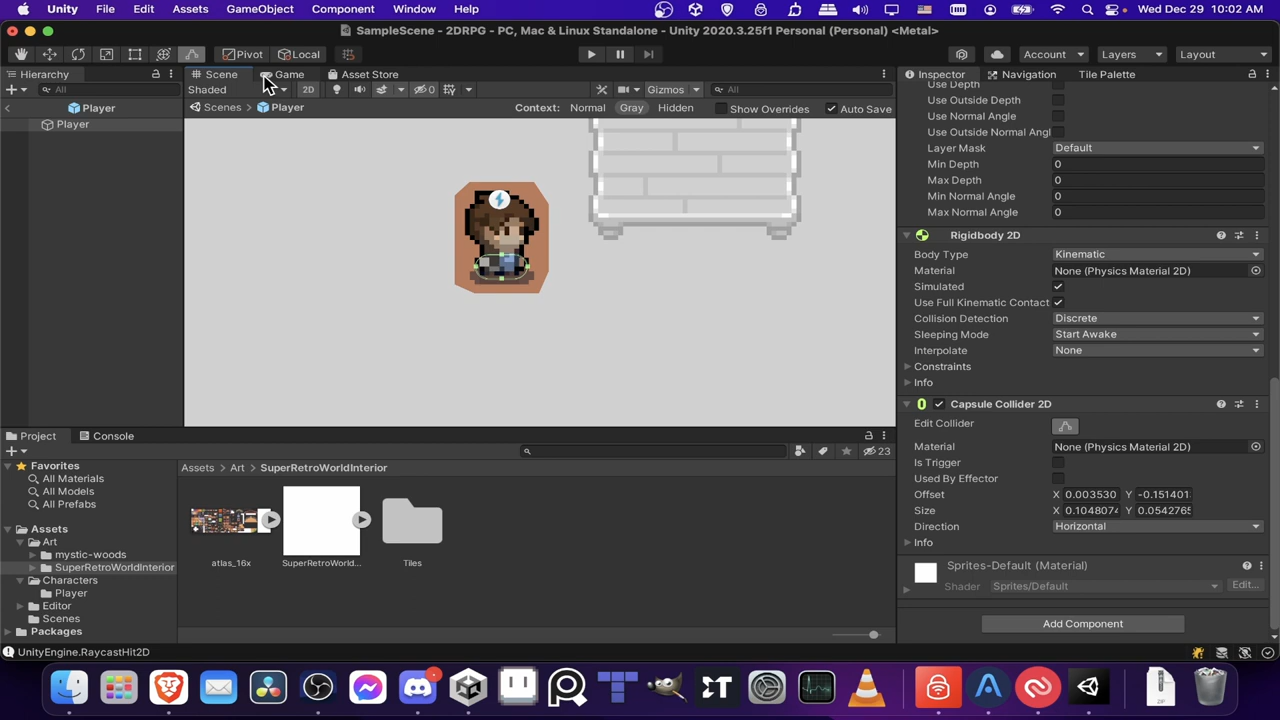 Unity File Edit Assets GameObject Component Window Help Wed Dec 29 10:02 AM
SampleScene - 2DRPG - PC, Mac & Linux Standalone - Unity 2020.3.25f1 Personal (Personal) <Metal>
Pivot Local Account Layers Layout
Hierarchy Scene Game Asset Store Inspector Navigation Tile Palette
All Shaded 2D 0 Gizmos All
Player Scenes Player Context: Normal Gray Hidden Show Overrides Auto Save
Player
Use Depth
Use Outside Depth
Use Normal Angle
Use Outside Normal Angl
Layer Mask Default
Min Depth 0
Max Depth 0
Min Normal Angle 0
Max Normal Angle 0
Rigidbody 2D
Body Type Kinematic
Material None (Physics Material 2D)
Simulated
Use Full Kinematic Contact
Collision Detection Discrete
Sleeping Mode Start Awake
Interpolate None
Constraints
Info
Capsule Collider 2D
Edit Collider
Material None (Physics Material 2D)
Is Trigger
Used By Effector
Offset X 0.003530 Y -0.151401
Size X 0.1048074 Y 0.0542765
Direction Horizontal
Info
Sprites-Default (Material)
Shader Sprites/Default Edit...
Add Component
Project Console
23
Favorites
All Materials
All Models
All Prefabs
Assets
Art
mystic-woods
SuperRetroWorldInterior
Characters
Player
Editor
Scenes
Packages
Assets Art SuperRetroWorldInterior
atlas_16x SuperRetroWorld... Tiles
UnityEngine.RaycastHit2D